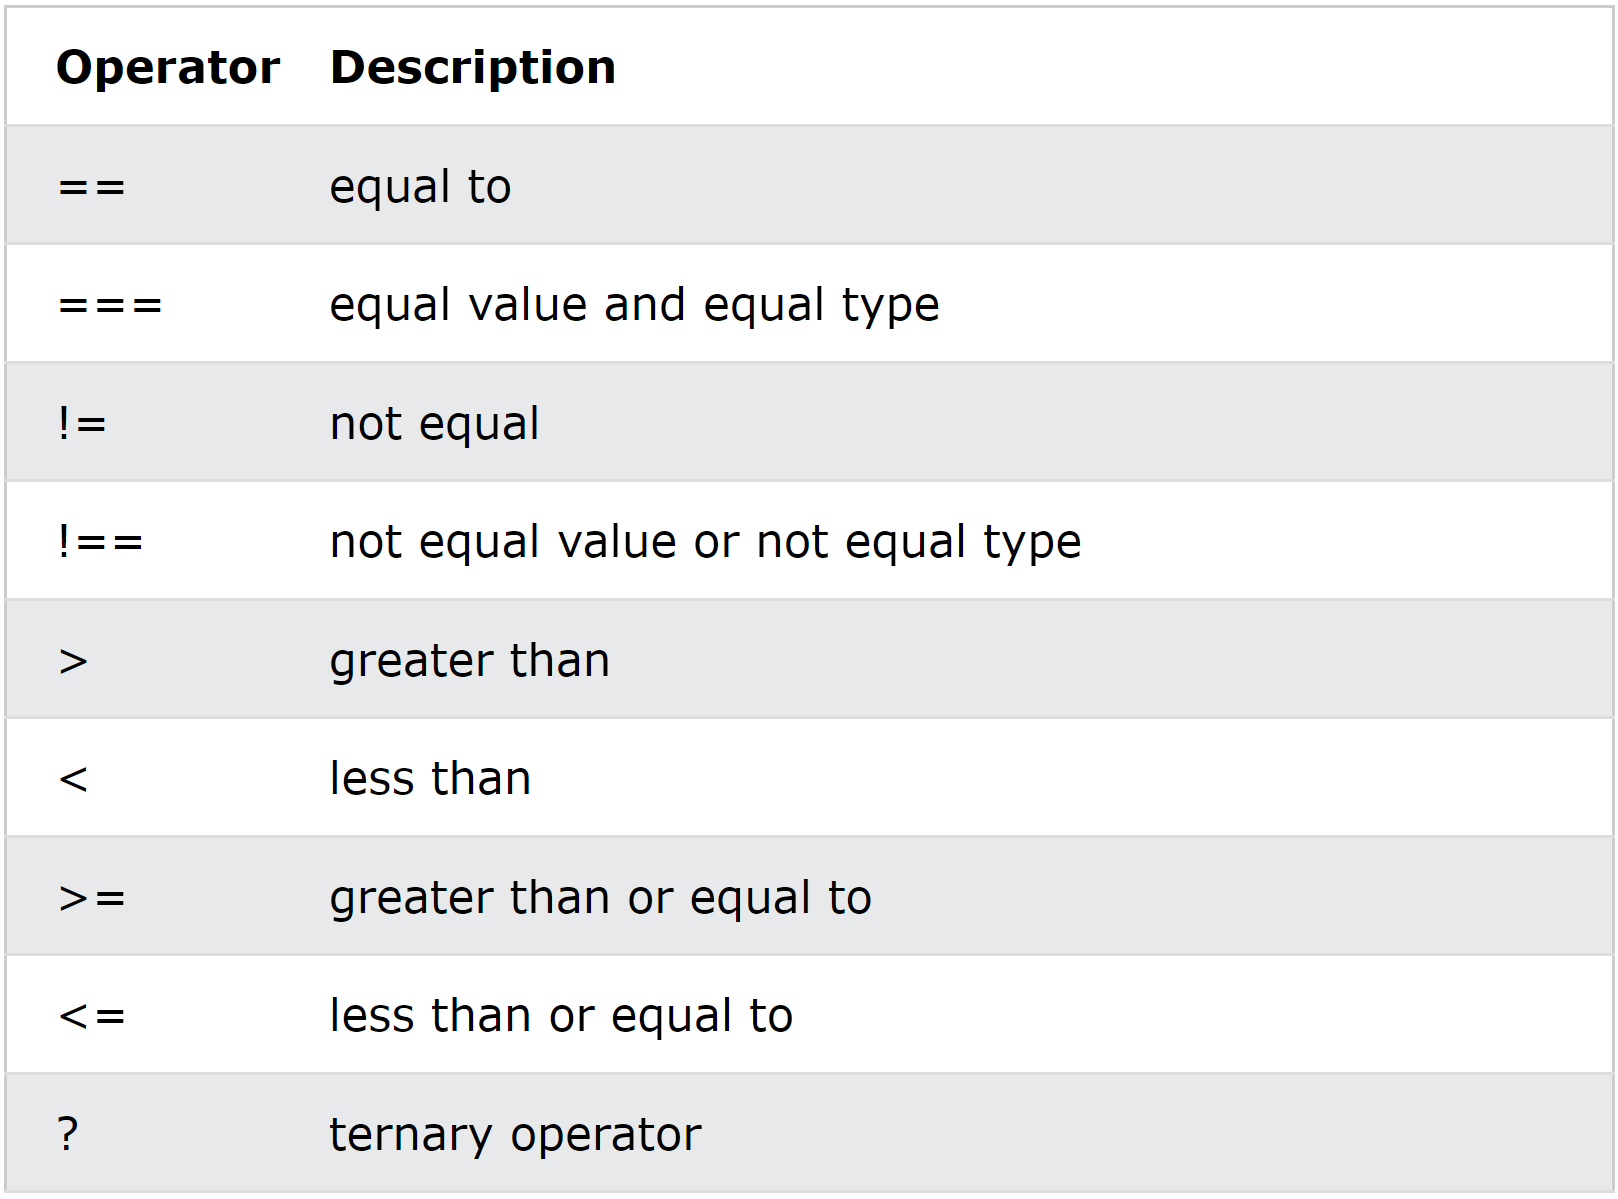 Operator Description
== equal to
=== equal value and equal type
!= not equal
!== not equal value or not equal type
> greater than
< less than
>= greater than or equal to
<= less than or equal to
? ternary operator